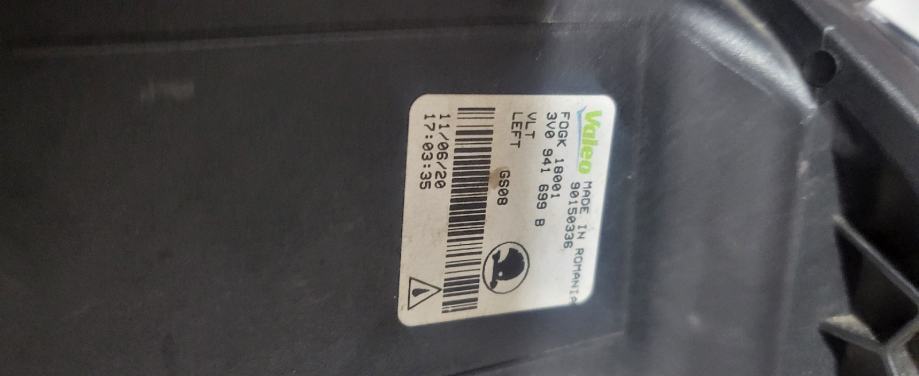 Valeo MADE IN ROMANIA
90150336
FOGK 18001
3V0 941 699 B
VLT
LEFT
GS08
11/06/20
17:03:35